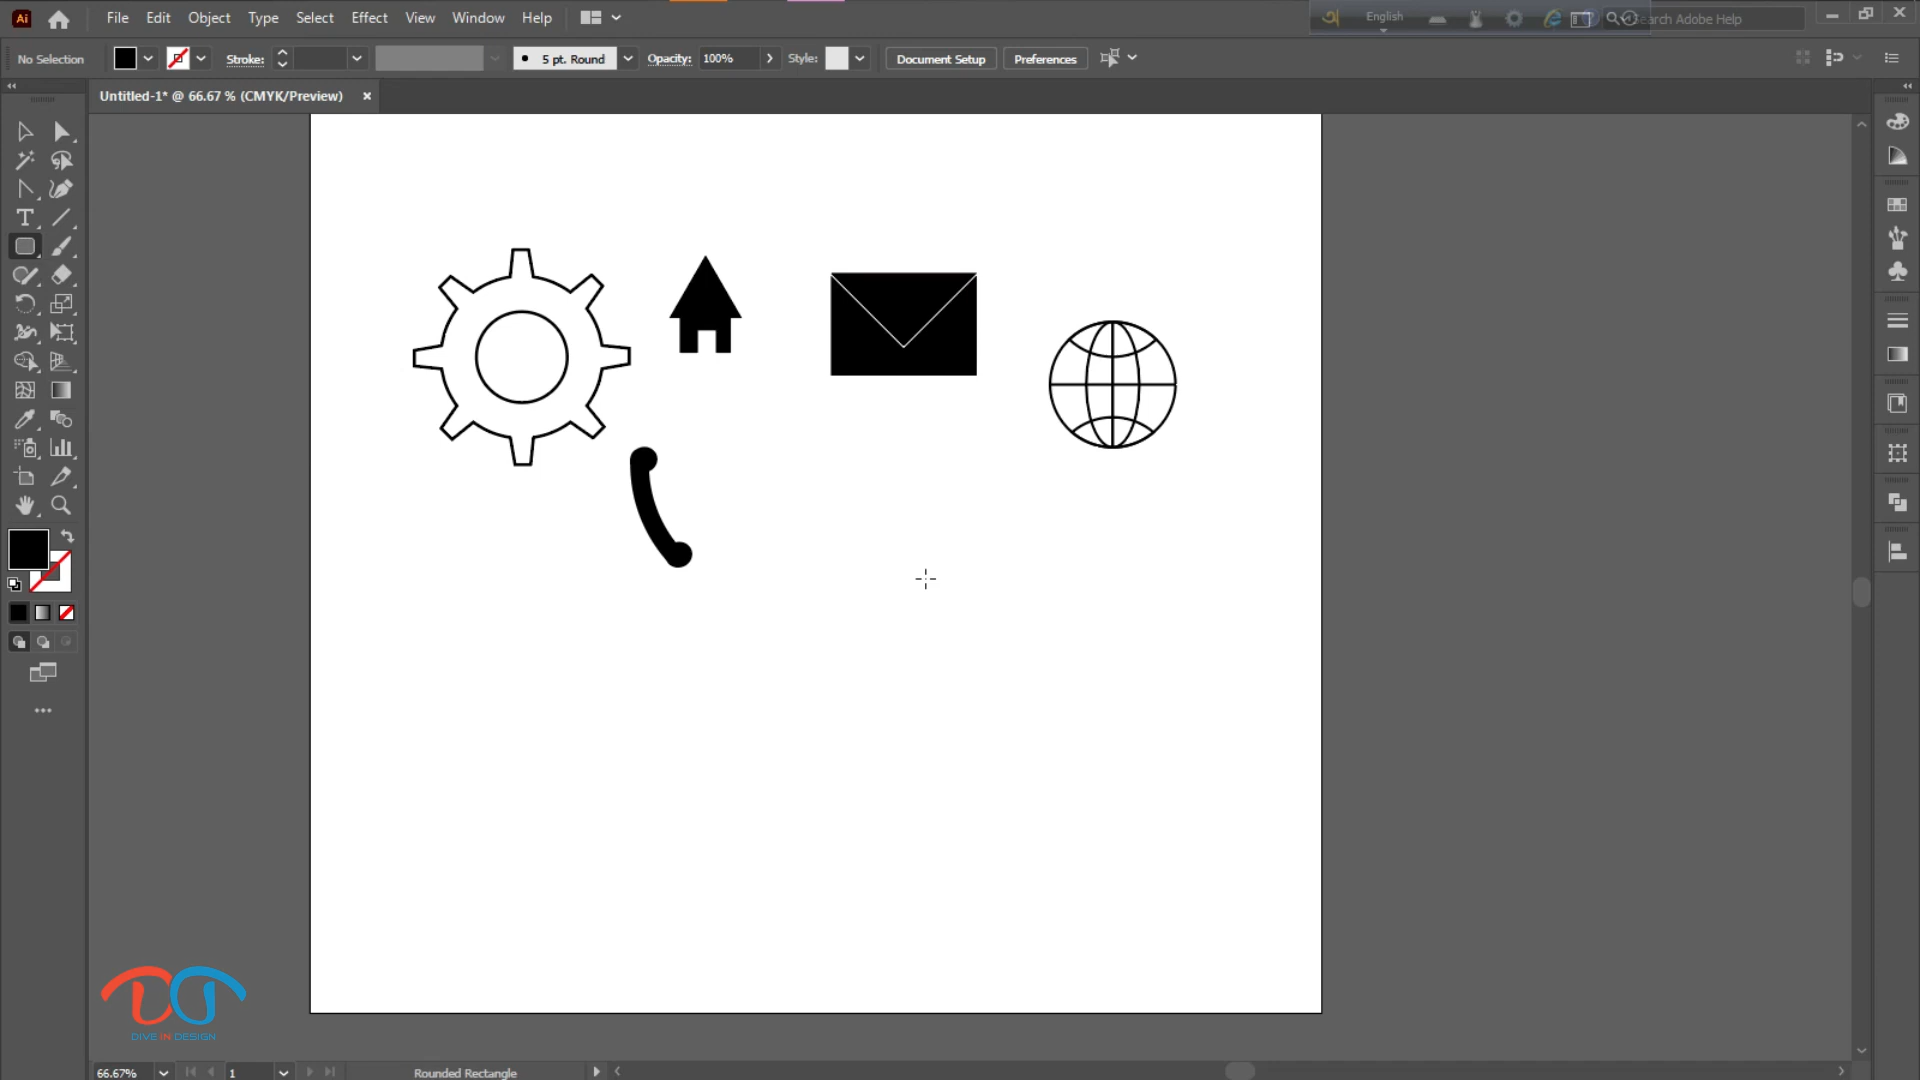 Ai File Edit Object Type Select Effect View Window Help English Search Adobe Help
No Selection Stroke: 5 pt. Round Opacity: 100% Style: Document Setup Preferences
Untitled-1* @ 66.67 % (CMYK/Preview)
DIVE IN DESIGN
66.67% 1 Rounded Rectangle